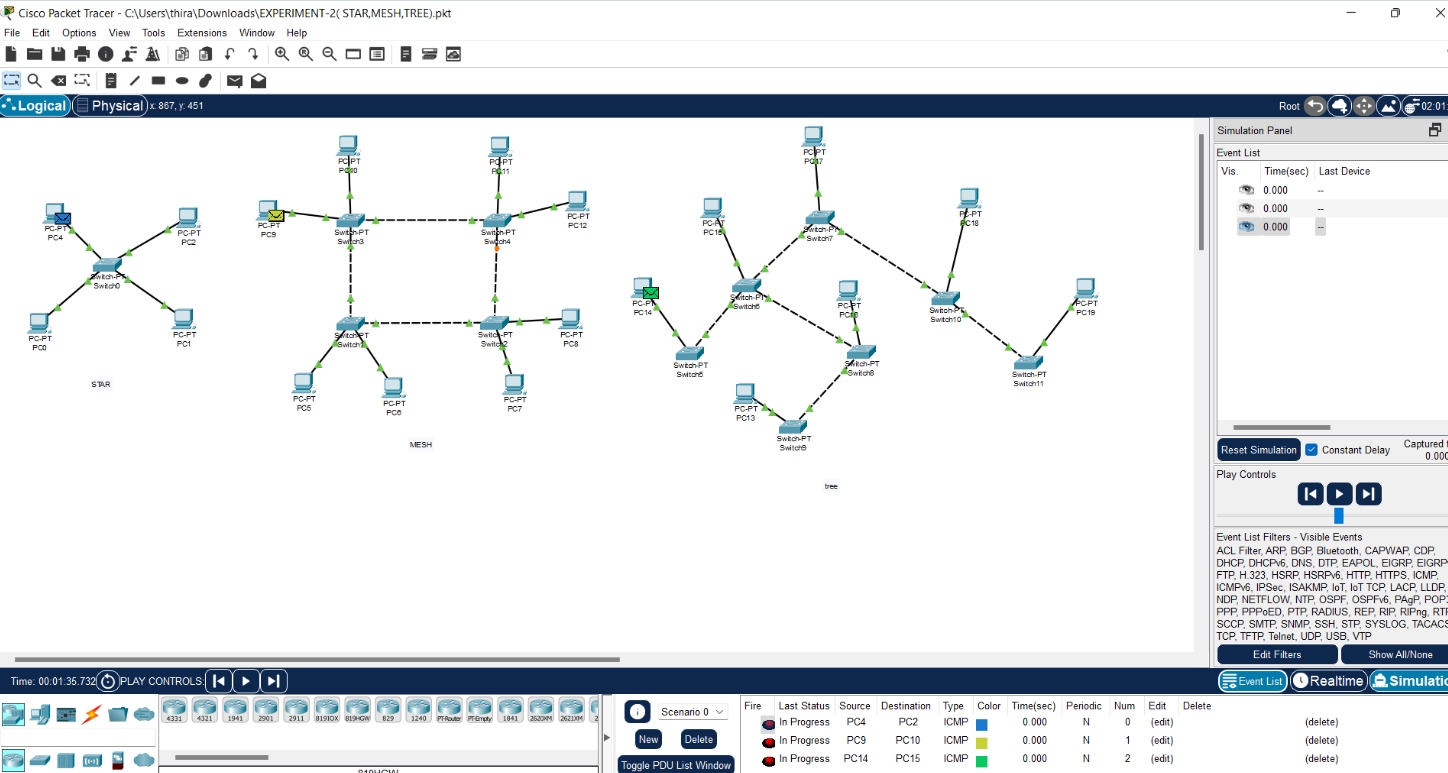 Cisco Packet Tracer - C:\Users\thira\Downloads\EXPERIMENT-2( STAR,MESH,TREE).pkt
File Edit Options View Tools Extensions Window Help
Logical Physical x: 867, y: 451 Root 02:01:
Simulation Panel
Event List
Vis. Time(sec) Last Device
0.000 --
0.000 --
0.000 --
PC-PT
PC4
PC-PT
PC2
Switch-PT
Switch0
PC-PT
PC0
PC-PT
PC1
STAR
PC-PT
PC10
PC-PT
PC11
PC-PT
PC9
PC-PT
PC12
Switch-PT
Switch3
Switch-PT
Switch4
Switch-PT
Switch1
Switch-PT
Switch2
PC-PT
PC8
PC-PT
PC5
PC-PT
PC6
PC-PT
PC7
MESH
PC-PT
PC17
PC-PT
PC15
PC-PT
PC18
Switch-PT
Switch7
PC-PT
PC14
Switch-PT
Switch6
PC-PT
Switch-PT
Switch10
PC-PT
PC19
Switch-PT
Switch5
Switch-PT
Switch8
Switch-PT
Switch11
PC-PT
PC13
Switch-PT
Switch9
tree
Reset Simulation Constant Delay Captured
0.000
Play Controls
Event List Filters - Visible Events
ACL Filter, ARP, BGP, Bluetooth, CAPWAP, CDP,
DHCP, DHCPv6, DNS, DTP, EAPOL, EIGRP, EIGRP
FTP, H.323, HSRP, HSRPv6, HTTP, HTTPS, ICMP,
ICMPv6, IPSec, ISAKMP, IoT, IoT TCP, LACP, LLDP,
NDP, NETFLOW, NTP, OSPF, OSPFv6, PAgP, POP
PPP, PPPoED, PTP, RADIUS, REP, RIP, RIPng, RT
SCCP, SMTP, SNMP, SSH, STP, SYSLOG, TACACS
TCP, TFTP, Telnet, UDP, USB, VTP
Edit Filters Show All/None
Time: 00:01:35.732 PLAY CONTROLS: Event List Realtime Simulatio
4331 4321 1941 2901 2911 819IOX 819HGW 829 1240 PT-Router PT-Empty 1841 2620XM 2621XM 2
819HGW
Scenario 0
New Delete
Toggle PDU List Window
Fire Last Status Source Destination Type Color Time(sec) Periodic Num Edit Delete
In Progress PC4 PC2 ICMP 0.000 N 0 (edit) (delete)
In Progress PC9 PC10 ICMP 0.000 N 1 (edit) (delete)
In Progress PC14 PC15 ICMP 0.000 N 2 (edit) (delete)